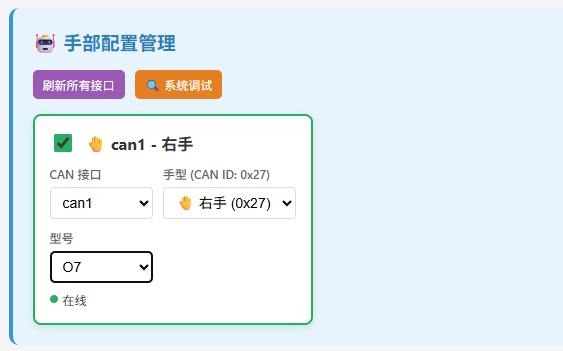 手部配置管理
刷新所有接口
系统调试
can1 - 右手
CAN 接口
手型 (CAN ID: 0x27)
can1
右手 (0x27)
型号
O7
在线